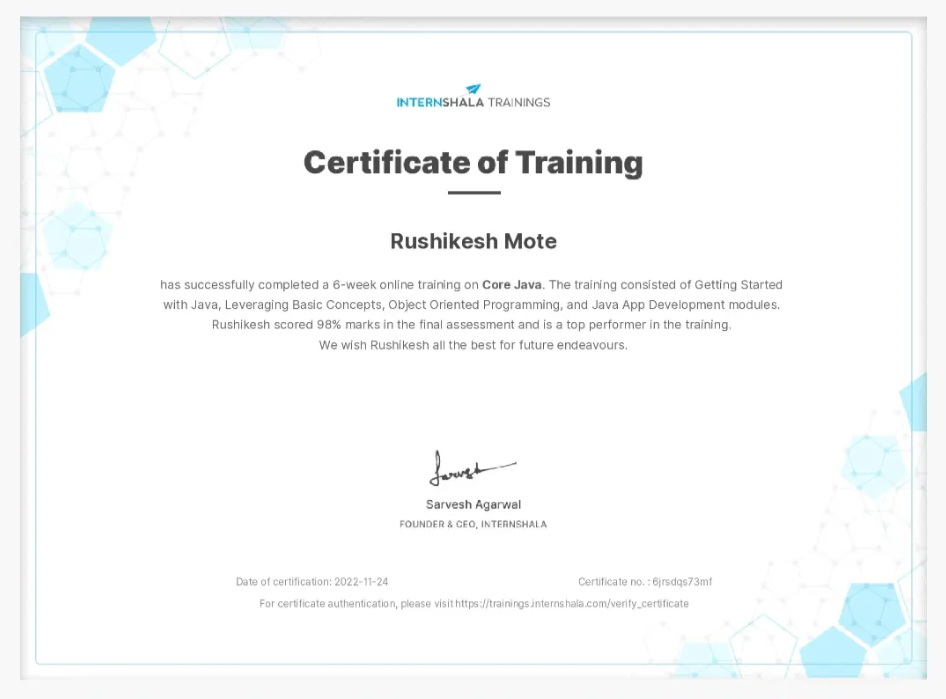 INTERNSHALA TRAININGS
Certificate of Training
Rushikesh Mote
has successfully completed a 6-week online training on Core Java. The training consisted of Getting Started
with Java, Leveraging Basic Concepts, Object Oriented Programming, and Java App Development modules.
Rushikesh scored 98% marks in the final assessment and is a top performer in the training.
We wish Rushikesh all the best for future endeavours.
Sarvesh
Sarvesh Agarwal
FOUNDER & CEO, INTERNSHALA
Date of certification: 2022-11-24 Certificate no. : 6jrsdqs73mf
For certificate authentication, please visit https://trainings.internshala.com/verify_certificate